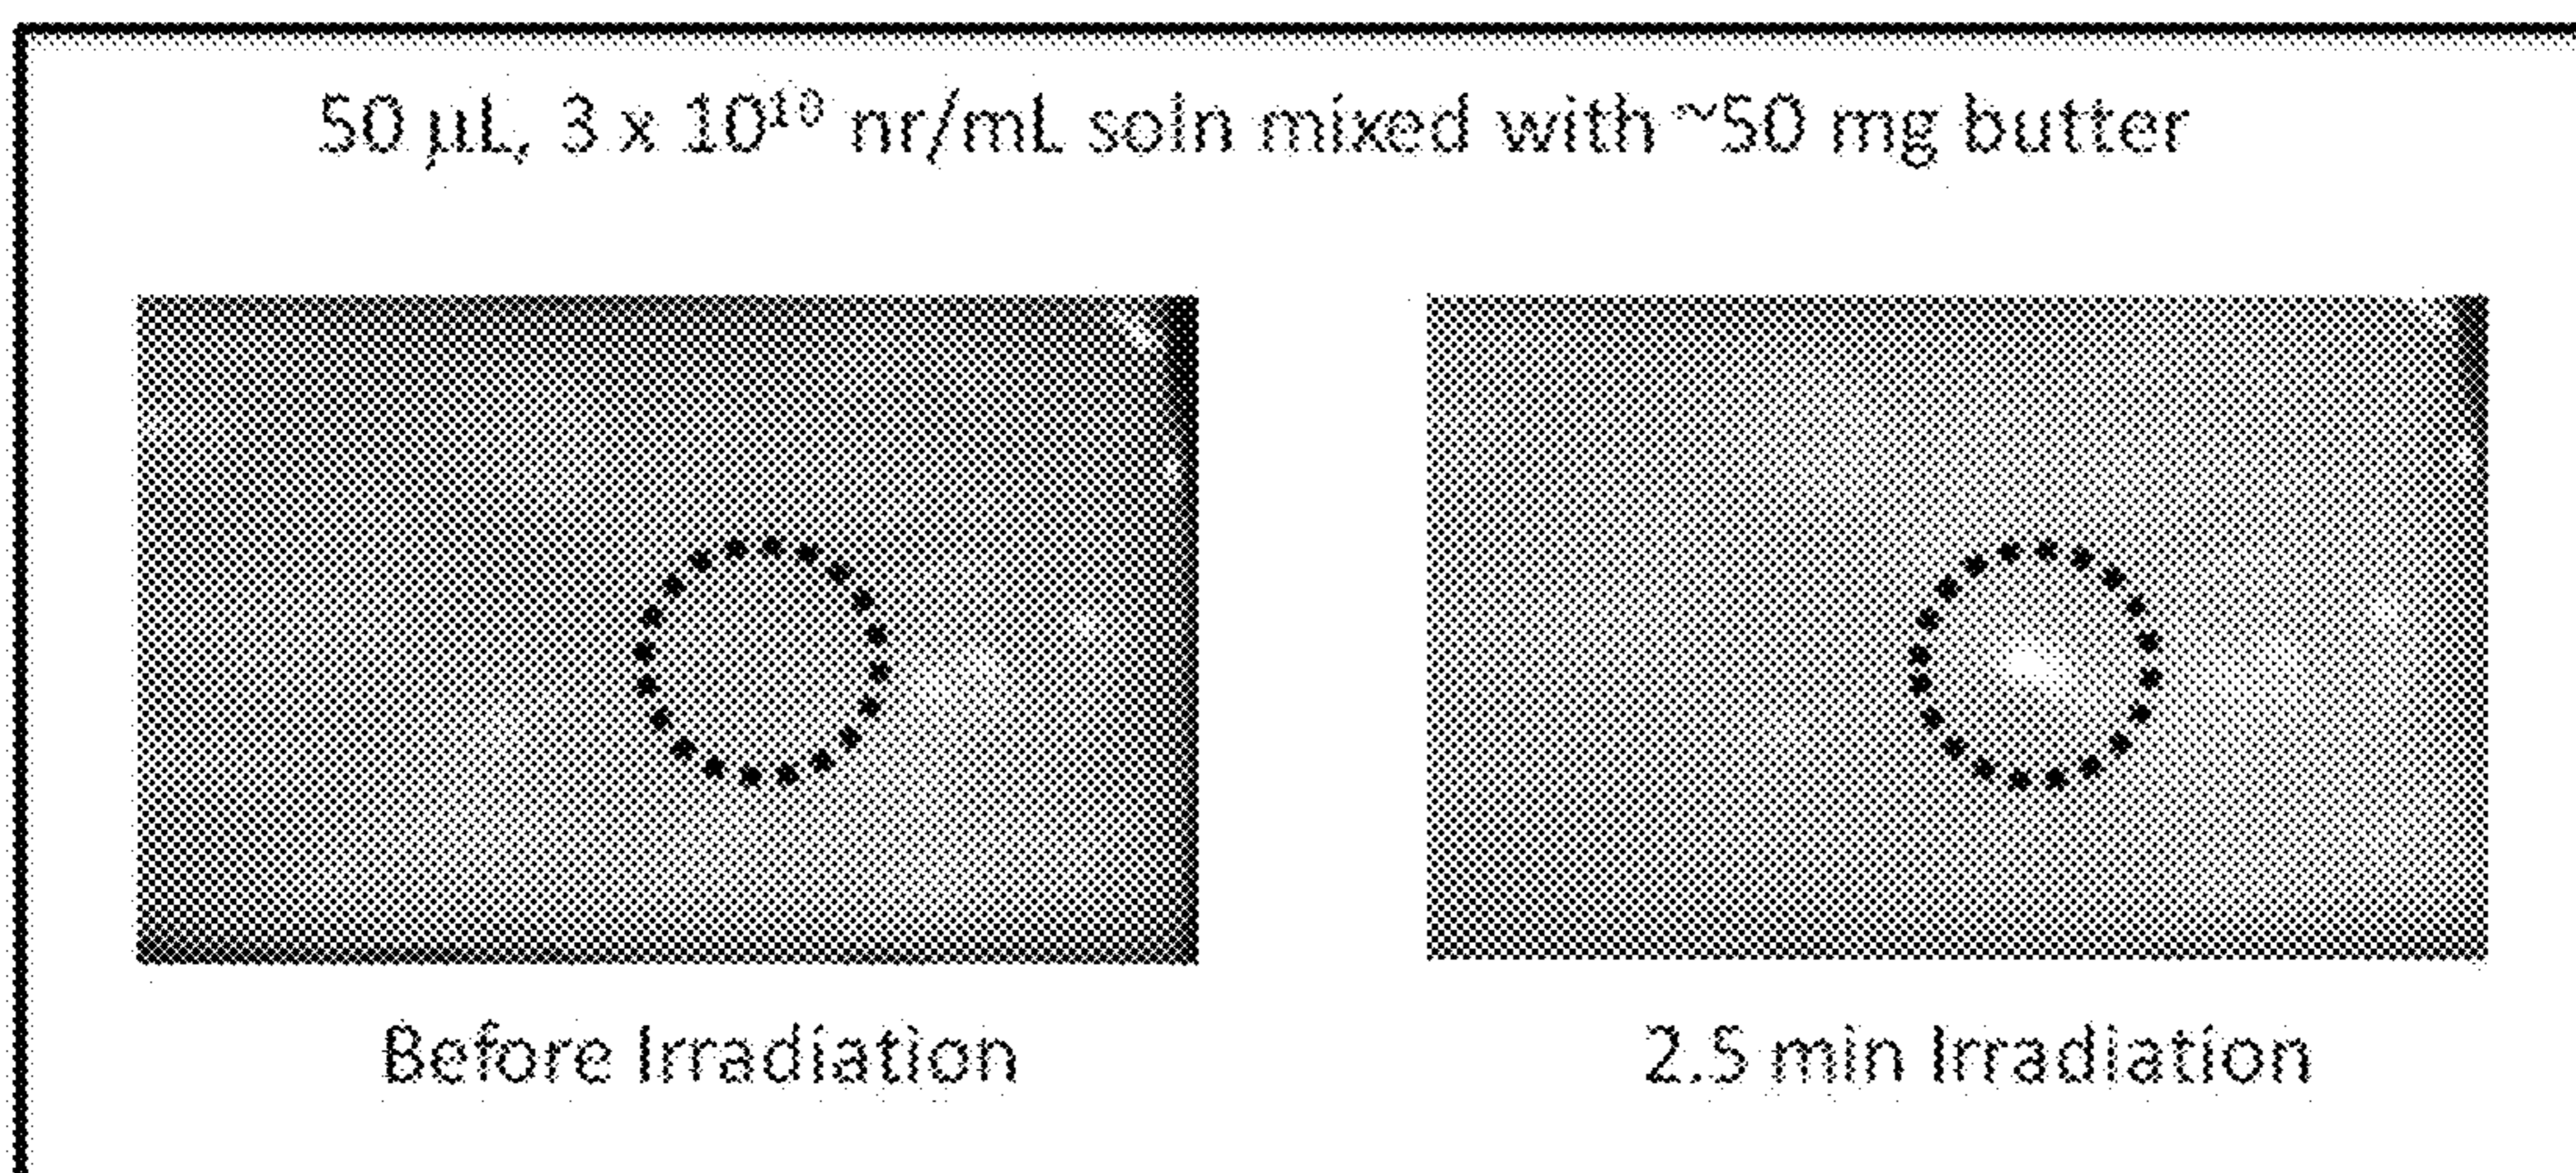 50 µL, 3 x 10¹⁰ nr/mL soln mixed with ~50 mg butter
Before Irradiation
2.5 min Irradiation